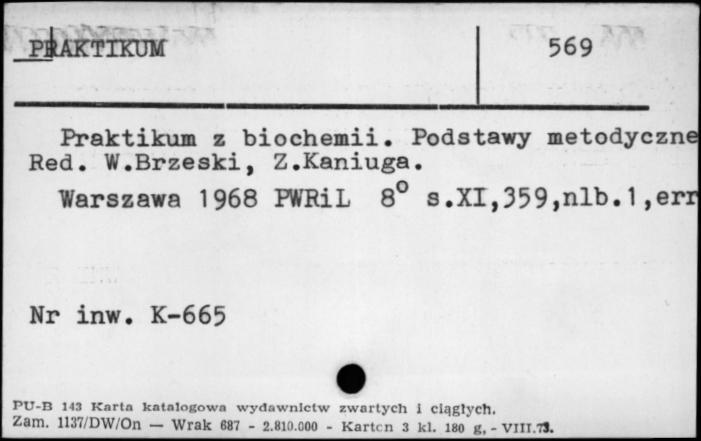 PRAKTIKUM 569
Praktikum z biochemii. Podstawy metodyczne
Red. W.Brzeski, Z.Kaniuga.
Warszawa 1968 PWRiL 8° s.XI,359,nlb.1,err
Nr inw. K-665
PU-B 143 Karta katalogowa wydawnictw zwartych i ciągłych.
Zam. 1137/DW/On — Wrak 687 - 2.810.000 - Karton 3 kl. 180 g. - VIII.73.